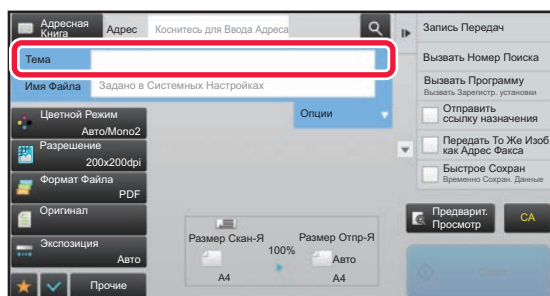 Адресная
Книга
Адрес
Коснитесь для Ввода Адреса
Тема
Имя Файла
Задано в Системных Настройках
Опции
Цветной Режим
Авто/Mono2
Разрешение
200x200dpi
Формат Файла
PDF
Оригинал
Экспозиция
Авто
Прочие
Размер Скан-Я
100%
Размер Отпр-Я
Авто
A4
A4
Запись Передач
Вызвать Номер Поиска
Вызвать Программу
Вызвать Зарегистр. установки
Отправить
ссылку назначения
Передать То Же Изоб.
как Адрес Факса
Быстрое Сохран
Временно Сохран. Данные
Предварит.
Просмотр
CA
Старт